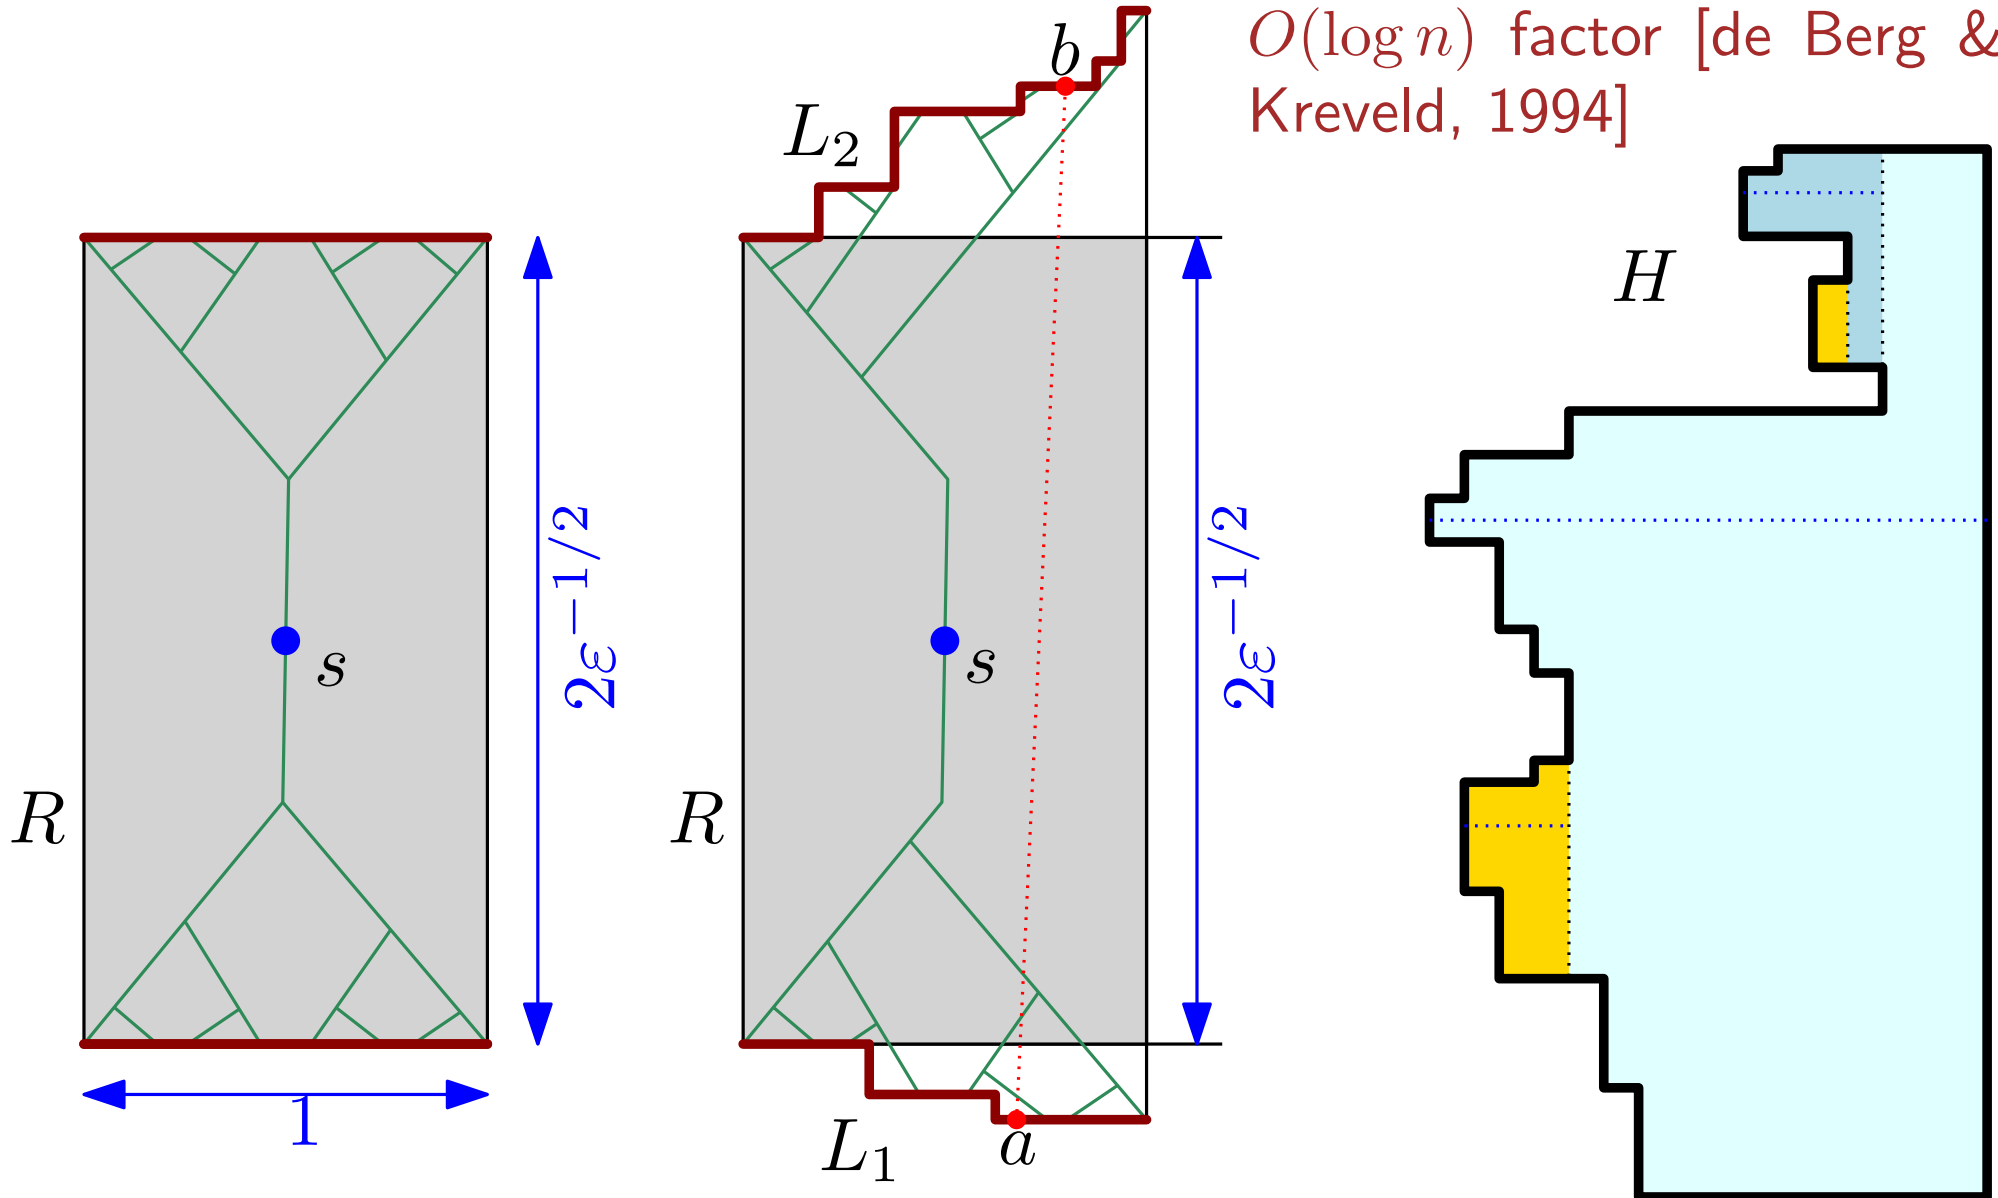 O(log n) factor [de Berg &
Kreveld, 1994]
b
L₂
H
2ε^{−1/2}
2ε^{−1/2}
s
s
R
R
1
L₁
a